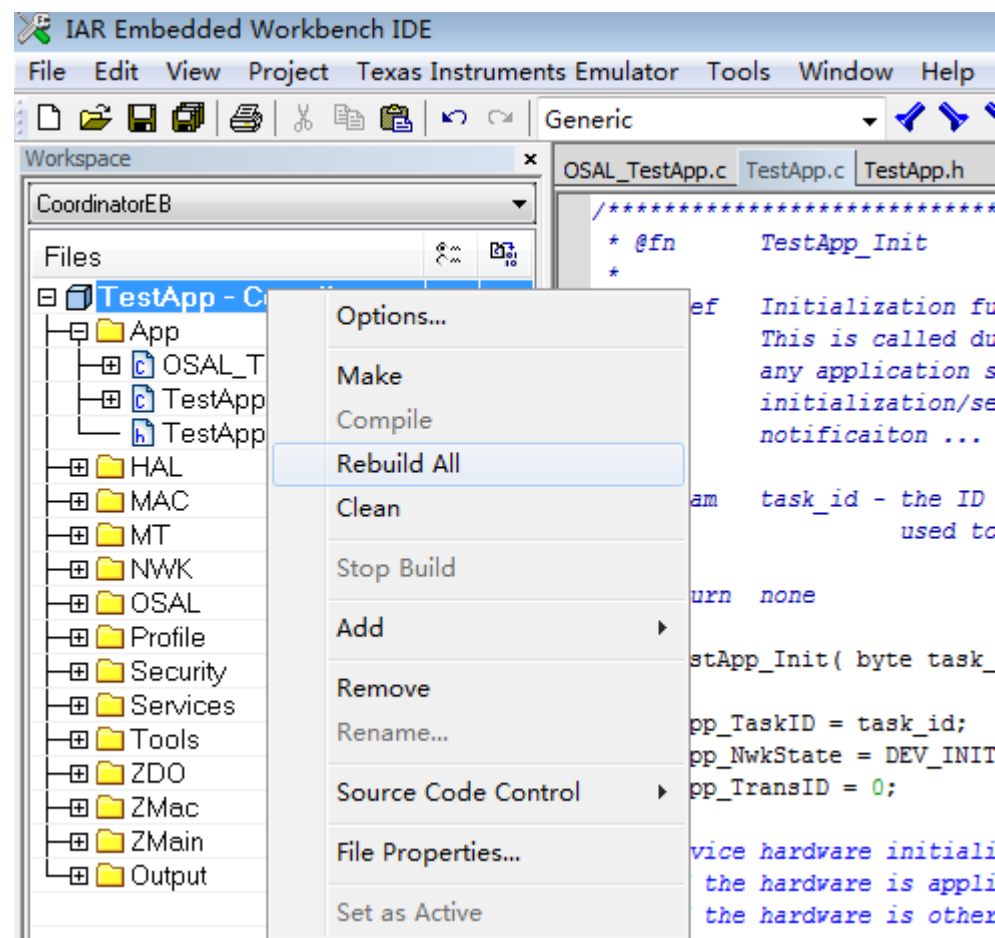 IAR Embedded Workbench IDE
File Edit View Project Texas Instruments Emulator Tools Window Help
Generic
Workspace
CoordinatorEB
Files
TestApp - C
App
OSAL_T
TestApp
TestApp
HAL
MAC
MT
NWK
OSAL
Profile
Security
Services
Tools
ZDO
ZMac
ZMain
Output
Options...
Make
Compile
Rebuild All
Clean
Stop Build
Add
Remove
Rename...
Source Code Control
File Properties...
Set as Active
OSAL_TestApp.c TestApp.c TestApp.h
/******************************
* @fn TestApp_Init
*
ef Initialization fu
This is called du
any application s
initialization/se
notificaiton ...
am task_id - the ID
used to
urn none
stApp_Init( byte task_
pp_TaskID = task_id;
pp_NwkState = DEV_INIT
pp_TransID = 0;
vice hardware initiali
the hardware is appli
the hardware is other